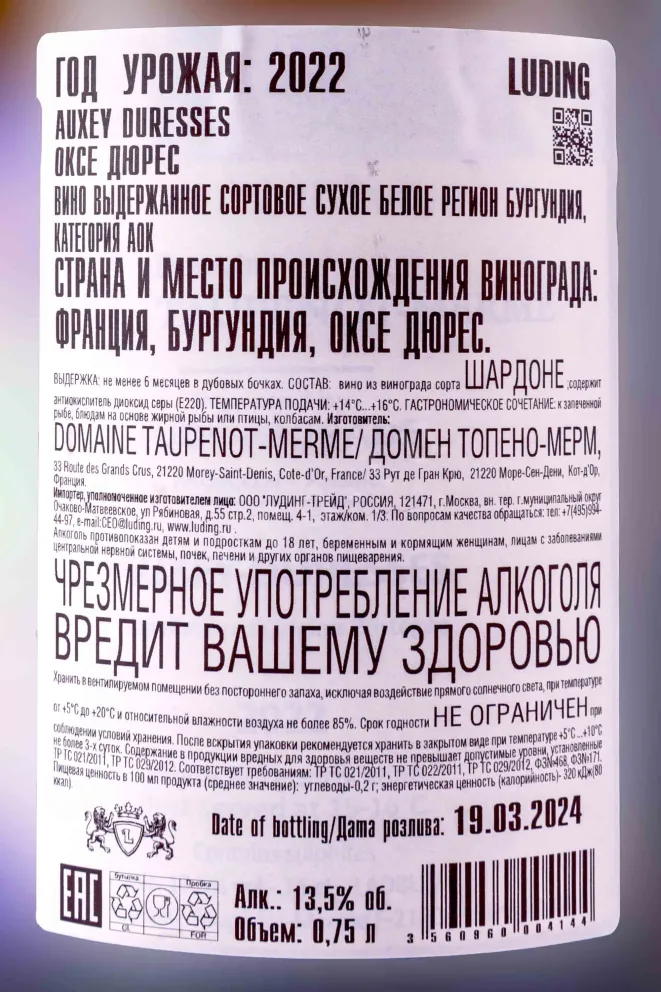 ГОД УРОЖАЯ: 2022 LUDING
AUXEY DURESSES
ОКСЕ ДЮРЕС
ВИНО ВЫДЕРЖАННОЕ СОРТОВОЕ СУХОЕ БЕЛОЕ РЕГИОН БУРГУНДИЯ,
КАТЕГОРИЯ АОК
СТРАНА И МЕСТО ПРОИСХОЖДЕНИЯ ВИНОГРАДА:
ФРАНЦИЯ, БУРГУНДИЯ, ОКСЕ ДЮРЕС.
ВЫДЕРЖКА: не менее 6 месяцев в дубовых бочках. СОСТАВ: вино из винограда сорта ШАРДОНЕ ,содержит
антиокислитель диоксид серы (Е220). ТЕМПЕРАТУРА ПОДАЧИ: +14°С...+16°С. ГАСТРОНОМИЧЕСКОЕ СОЧЕТАНИЕ: к запеченной
рыбе, блюдам на основе жирной рыбы или птицы, колбасам. Изготовитель:
DOMAINE TAUPENOT-MERME/ ДОМЕН ТОПЕНО-МЕРМ,
33 Route des Grands Crus, 21220 Morey-Saint-Denis, Cote-d'Or, France/ 33 Рут де Гран Крю, 21220 Море-Сен-Дени, Кот-д'Ор,
Франция.
Импортер, уполномоченное изготовителем лицо: ООО "ЛУДИНГ-ТРЕЙД", РОССИЯ, 121471, г.Москва, вн. тер. г.муниципальный округ
Очаково-Матвеевское, ул Рябиновая, д.55 стр.2, помещ. 4-1, этаж/ком. 1/3. По вопросам качества обращаться: тел: +7(495)994-
44-97, e-mail:CEO@luding.ru, www.luding.ru .
Алкоголь противопоказан детям и подросткам до 18 лет, беременным и кормящим женщинам, лицам с заболеваниями
центральной нервной системы, почек, печени и других органов пищеварения.
ЧРЕЗМЕРНОЕ УПОТРЕБЛЕНИЕ АЛКОГОЛЯ
ВРЕДИТ ВАШЕМУ ЗДОРОВЬЮ
Хранить в вентилируемом помещении без постороннего запаха, исключая воздействие прямого солнечного света, при температуре
от +5°С до +20°С и относительной влажности воздуха не более 85%. Срок годности НЕ ОГРАНИЧЕН при
соблюдении условий хранения. После вскрытия упаковки рекомендуется хранить в закрытом виде при температуре +5°С...+10°С
не более 3-х суток. Содержание в продукции вредных для здоровья веществ не превышает допустимые уровни, установленные
ТР ТС 021/2011, ТР ТС 029/2012. Соответствует требованиям: ТР ТС 021/2011, ТР ТС 022/2011, ТР ТС 029/2012, ФЗ№468, ФЗ№171.
Пищевая ценность в 100 мл продукта (среднее значение): углеводы-0,2 г; энергетическая ценность (калорийность)- 320 кДж(80
ккал).
L
Date of bottling/Дата розлива: 19.03.2024
EAC
бутылка Пробка
GL FOR
Алк.: 13,5% об.
Объем: 0,75 л
3 560960 004144